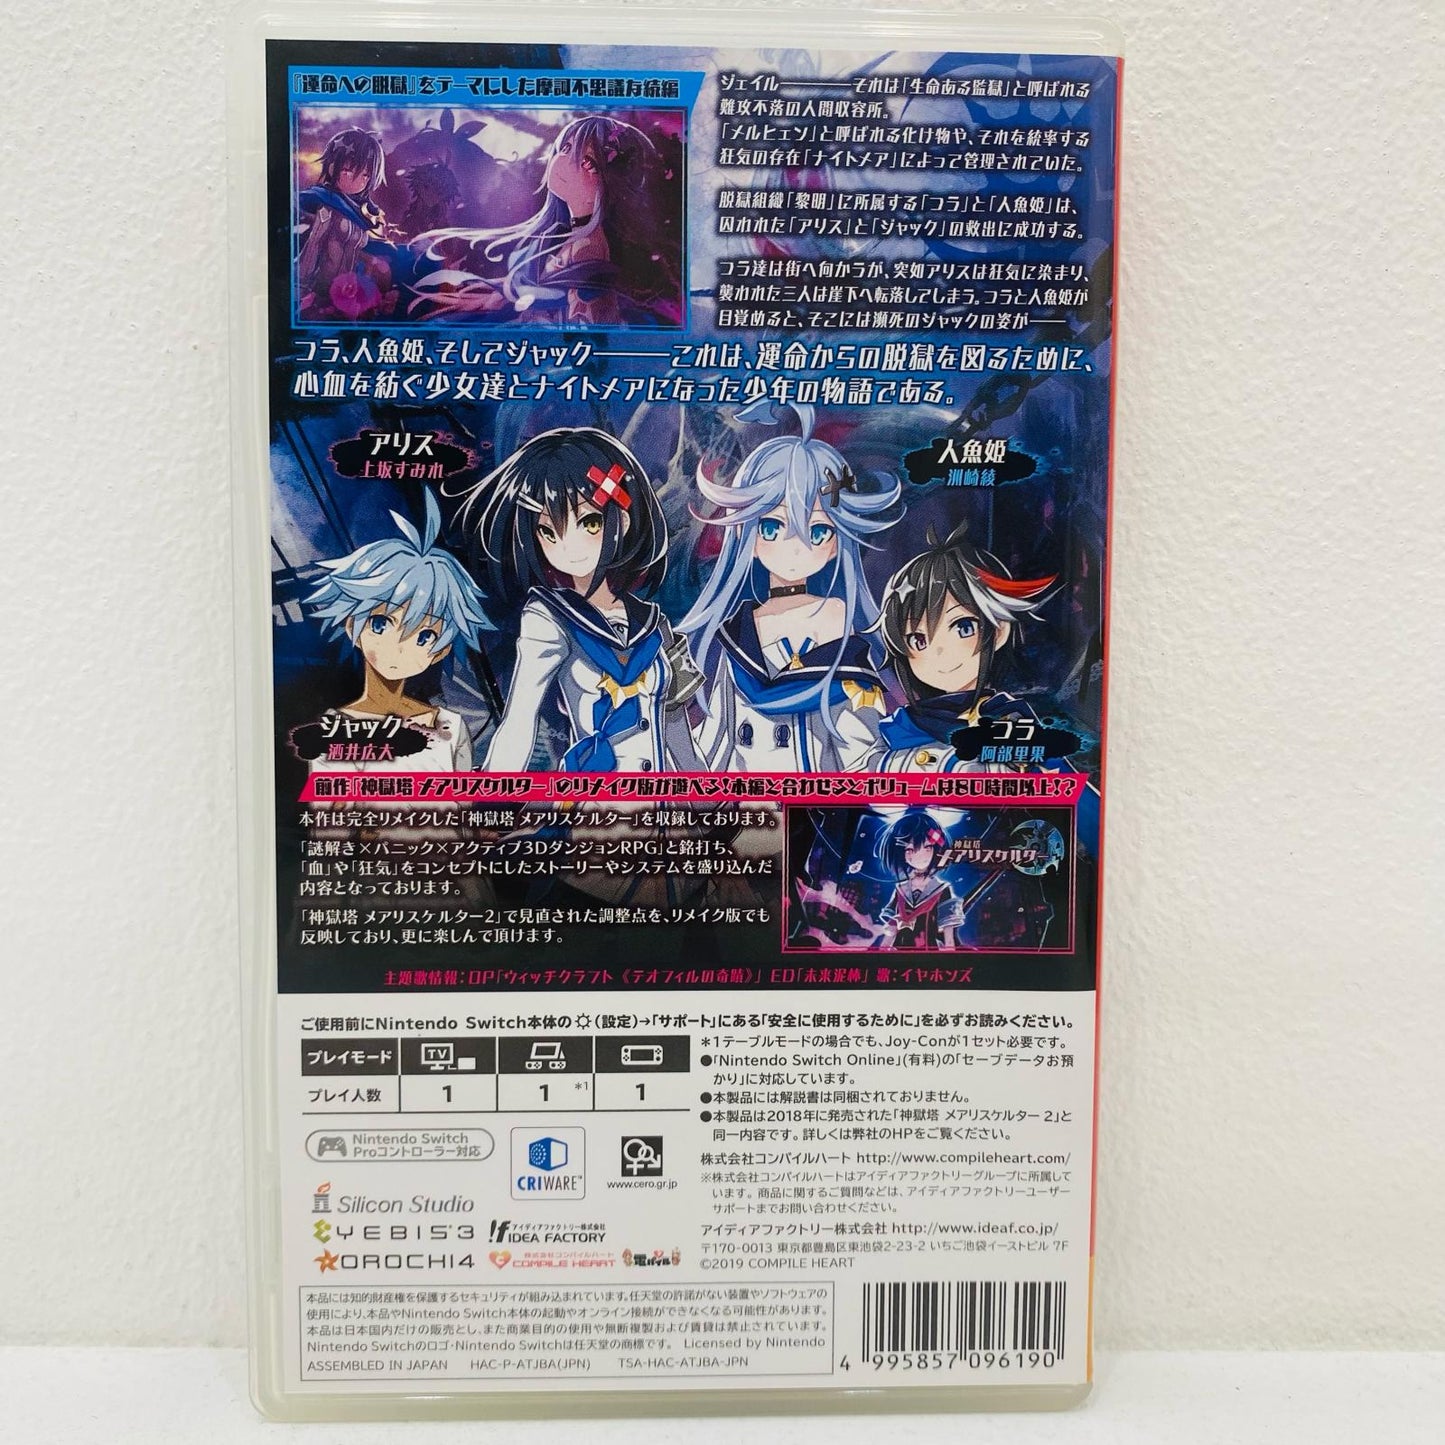 『運命への脱獄』をテーマにした摩訶不思議な続編
ジェイル――――それは「生命ある監獄」と呼ばれる
難攻不落の人間収容所。
「メルヒェン」と呼ばれる化け物や、それを統率する
狂気の存在「ナイトメア」によって管理されていた。
脱獄組織「黎明」に所属する「コラ」と「人魚姫」は、
囚われた「アリス」と「ジャック」の救出に成功する。
コラ達は街へ向かうが、突如アリスは狂気に染まり、
襲われた三人は崖下へ転落してしまう。コラと人魚姫が
目覚めると、そこには瀕死のジャックの姿が――
コラ、人魚姫、そしてジャック――――これは、運命からの脱獄を図るために、
心血を紡ぐ少女達とナイトメアになった少年の物語である。
アリス
上坂すみれ
人魚姫
洲崎綾
ジャック
酒井広大
コラ
阿部里果
前作『神獄塔 メアリスケルター』のリメイク版が遊べる!本編と合わせるとボリュームは80時間以上!?
本作は完全リメイクした「神獄塔 メアリスケルター」を収録しております。
「謎解き×パニック×アクティブ3DダンジョンRPG」と銘打ち、
「血」や「狂気」をコンセプトにしたストーリーやシステムを盛り込んだ
内容となっております。
「神獄塔 メアリスケルター2」で見直された調整点を、リメイク版でも
反映しており、更に楽しんで頂けます。
神獄塔
メアリスケルター
主題歌情報:OP「ウィッチクラフト《テオフィルの奇蹟》」 ED「未来泥棒」 歌:イヤホンズ
ご使用前にNintendo Switch本体の(設定)→「サポート」にある「安全に使用するために」を必ずお読みください。
プレイモード TV
プレイ人数 1 1 *1 1
*1テーブルモードの場合でも、Joy-Conが1セット必要です。
●「Nintendo Switch Online」(有料)の「セーブデータお預
かり」に対応しています。
●本製品には解説書は同梱されておりません。
●本製品は2018年に発売された「神獄塔 メアリスケルター 2」と
同一内容です。詳しくは弊社のHPをご覧ください。
Nintendo Switch
Proコントローラー対応
CRIWARE™
www.cero.gr.jp
株式会社コンパイルハート http://www.compileheart.com/
※株式会社コンパイルハートはアイディアファクトリーグループに所属して
います。商品に関するご質問などは、アイディアファクトリーユーザー
サポートまでお問い合わせください。
アイディアファクトリー株式会社 http://www.ideaf.co.jp/
〒170-0013 東京都豊島区東池袋2-23-2 いちご池袋イーストビル 7F
©2019 COMPILE HEART
Silicon Studio
YEBIS 3
アイディアファクトリー株式会社
IDEA FACTORY
OROCHI4
株式会社コンパイルハート
COMPILE HEART
電パイル
本品には知的財産権を保護するセキュリティが組み込まれています。任天堂の許諾がない装置やソフトウェアの
使用により、本品やNintendo Switch本体の起動やオンライン接続ができなくなる可能性があります。
本品は日本国内だけの販売とし、また商業目的の使用や無断複製および賃貸は禁止されています。
Nintendo Switchのロゴ・Nintendo Switchは任天堂の商標です。 Licensed by Nintendo
ASSEMBLED IN JAPAN HAC-P-ATJBA(JPN) TSA-HAC-ATJBA-JPN
4 995857 096190